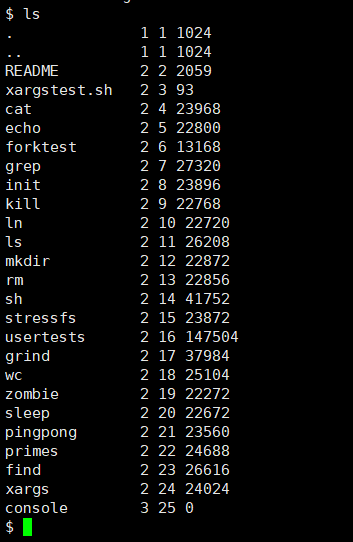 $ ls
.              1 1 1024
..             1 1 1024
README         2 2 2059
xargstest.sh   2 3 93
cat            2 4 23968
echo           2 5 22800
forktest       2 6 13168
grep           2 7 27320
init           2 8 23896
kill           2 9 22768
ln             2 10 22720
ls             2 11 26208
mkdir          2 12 22872
rm             2 13 22856
sh             2 14 41752
stressfs       2 15 23872
usertests      2 16 147504
grind          2 17 37984
wc             2 18 25104
zombie         2 19 22272
sleep          2 20 22672
pingpong       2 21 23560
primes         2 22 24688
find           2 23 26616
xargs          2 24 24024
console        3 25 0
$